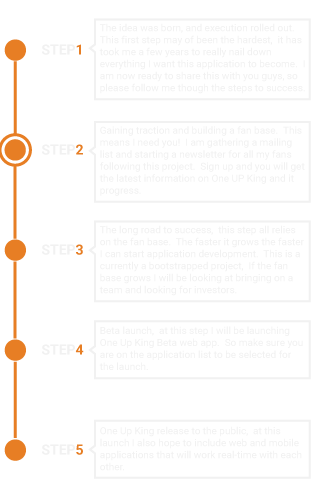 STEP1
The Idea was born, and execution rolled out.
This first step may of been the hardest, it has
took me a few years to really nail down
everything I want this application to become. I
am now ready to share this with you guys, so
please follow me though the steps to success.
STEP2
Gaining traction and building a fan base. This
means I need you! I am gathering a mailing
list and starting a newsletter for all my fans
following this project. Sign up and you will get
the latest information on One UP King and it
progress.
STEP3
The long road to success, this step all relies
on the fan base. The faster it grows the faster
I can start application development. This is a
currently a bootstrapped project, if the fan
base grows I will be looking at bringing on a
team and looking for investors.
STEP4
Beta launch, at this step I will be launching
One Up King Beta web app. So make sure you
are on the application list to be selected for
the launch.
STEP5
One Up King release to the public, at this
launch I also hope to include web and mobile
applications that will work real-time with each
other.